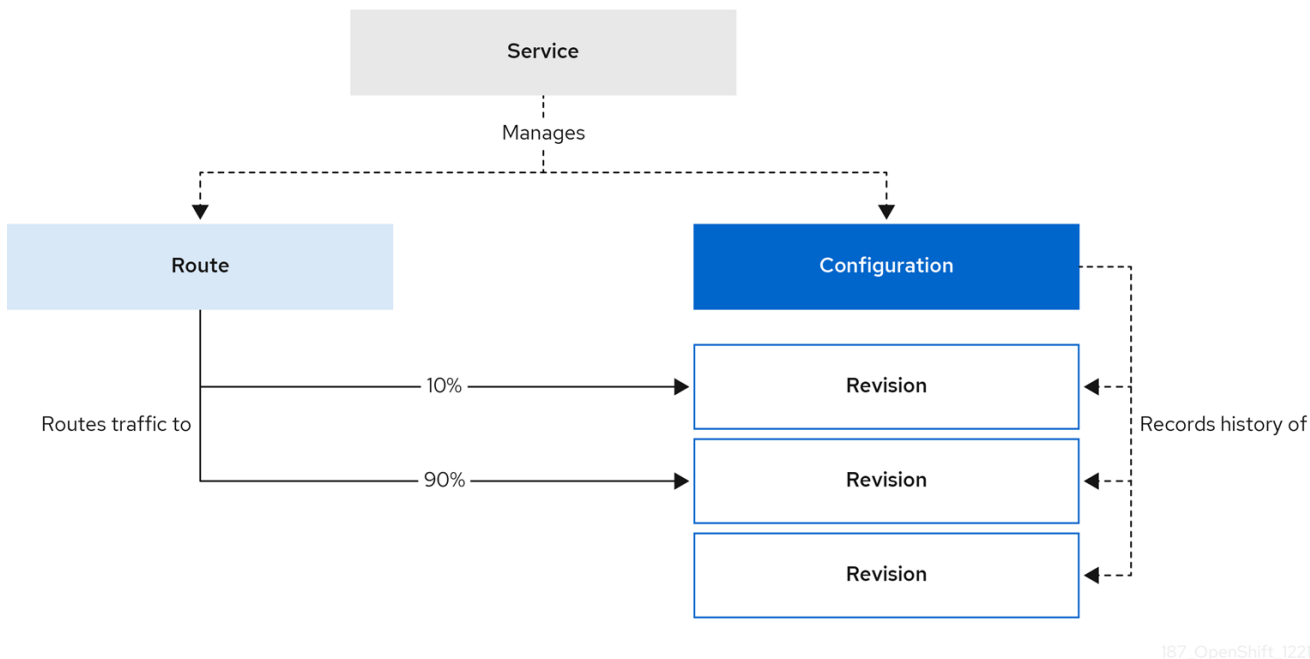 Service
Manages
Route
Configuration
10%
Revision
Routes traffic to
Records history of
90%
Revision
Revision
187_OpenShift_1221